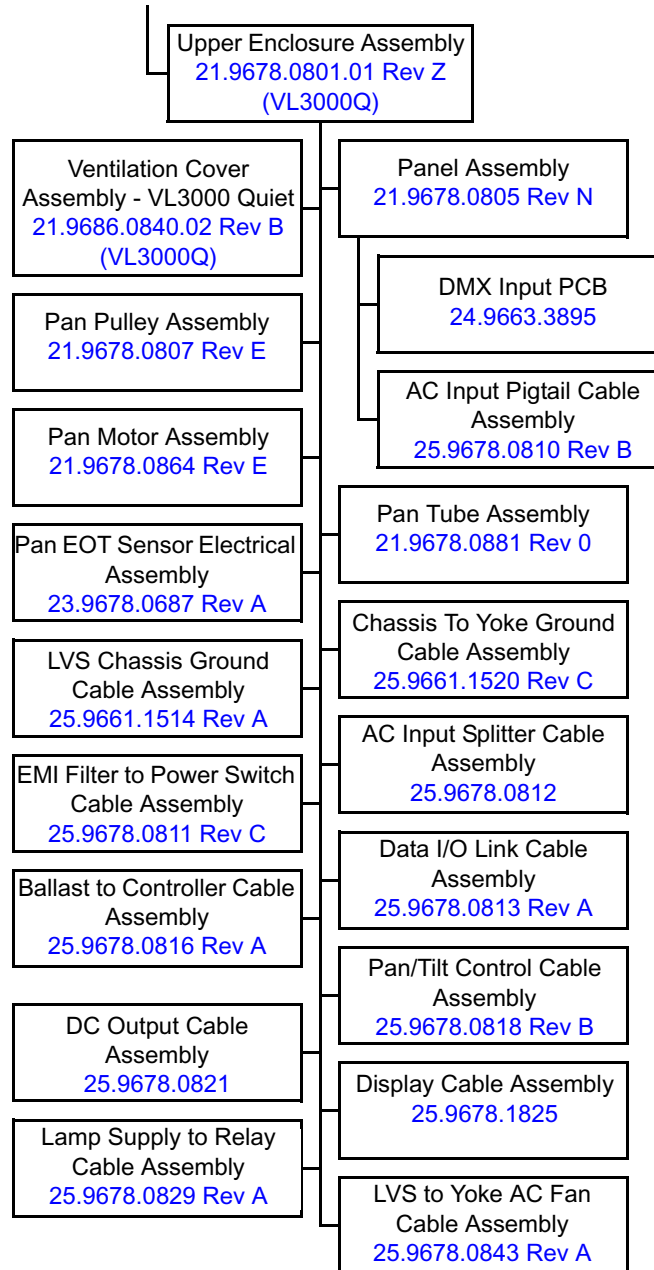 Upper Enclosure Assembly
21.9678.0801.01 Rev Z
(VL3000Q)
Ventilation Cover
Assembly - VL3000 Quiet
21.9686.0840.02 Rev B
(VL3000Q)
Pan Pulley Assembly
21.9678.0807 Rev E
Pan Motor Assembly
21.9678.0864 Rev E
Pan EOT Sensor Electrical
Assembly
23.9678.0687 Rev A
LVS Chassis Ground
Cable Assembly
25.9661.1514 Rev A
EMI Filter to Power Switch
Cable Assembly
25.9678.0811 Rev C
Ballast to Controller Cable
Assembly
25.9678.0816 Rev A
DC Output Cable
Assembly
25.9678.0821
Lamp Supply to Relay
Cable Assembly
25.9678.0829 Rev A
Panel Assembly
21.9678.0805 Rev N
DMX Input PCB
24.9663.3895
AC Input Pigtail Cable
Assembly
25.9678.0810 Rev B
Pan Tube Assembly
21.9678.0881 Rev 0
Chassis To Yoke Ground
Cable Assembly
25.9661.1520 Rev C
AC Input Splitter Cable
Assembly
25.9678.0812
Data I/O Link Cable
Assembly
25.9678.0813 Rev A
Pan/Tilt Control Cable
Assembly
25.9678.0818 Rev B
Display Cable Assembly
25.9678.1825
LVS to Yoke AC Fan
Cable Assembly
25.9678.0843 Rev A